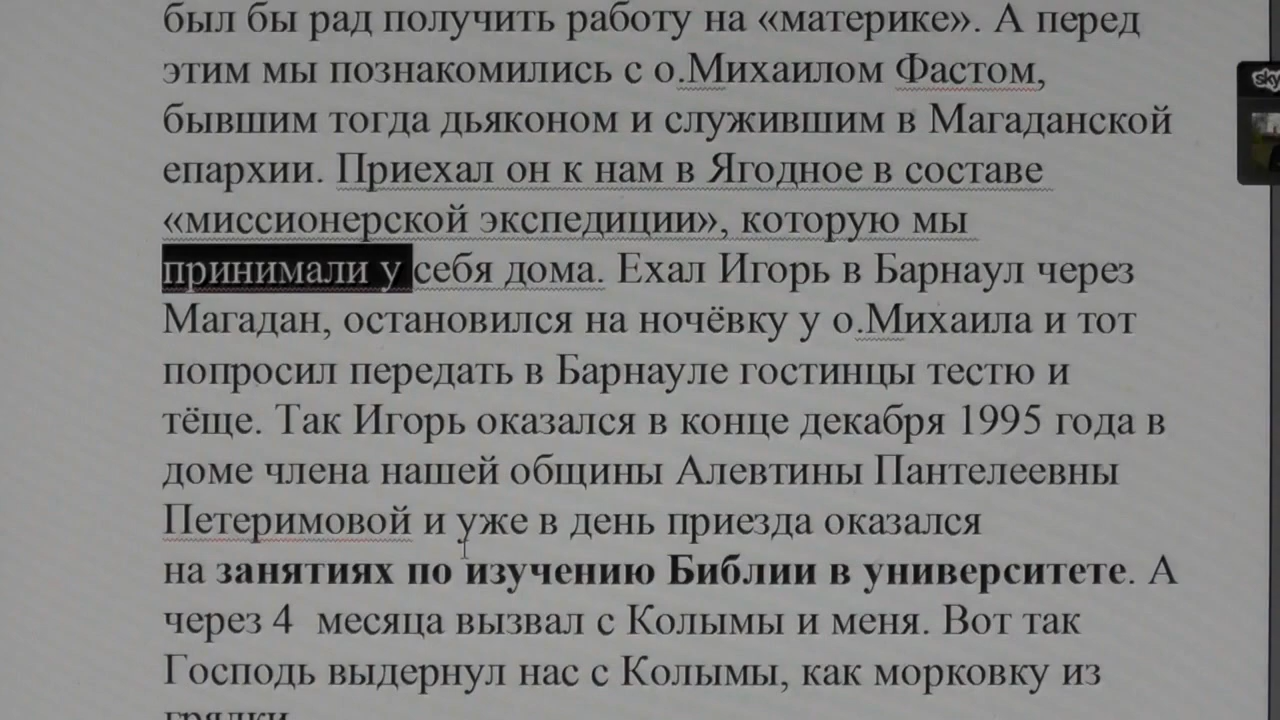 был бы рад получить работу на «материке». А перед
этим мы познакомились с о.Михаилом Фастом,
бывшим тогда дьяконом и служившим в Магаданской
епархии. Приехал он к нам в Ягодное в составе
«миссионерской экспедиции», которую мы
принимали у себя дома. Ехал Игорь в Барнаул через
Магадан, остановился на ночёвку у о.Михаила и тот
попросил передать в Барнауле гостинцы тестю и
тёще. Так Игорь оказался в конце декабря 1995 года в
доме члена нашей общины Алевтины Пантелеевны
Петеримовой и уже в день приезда оказался
на занятиях по изучению Библии в университете. А
через 4  месяца вызвал с Колымы и меня. Вот так
Господь выдернул нас с Колымы, как морковку из
грядки
sky